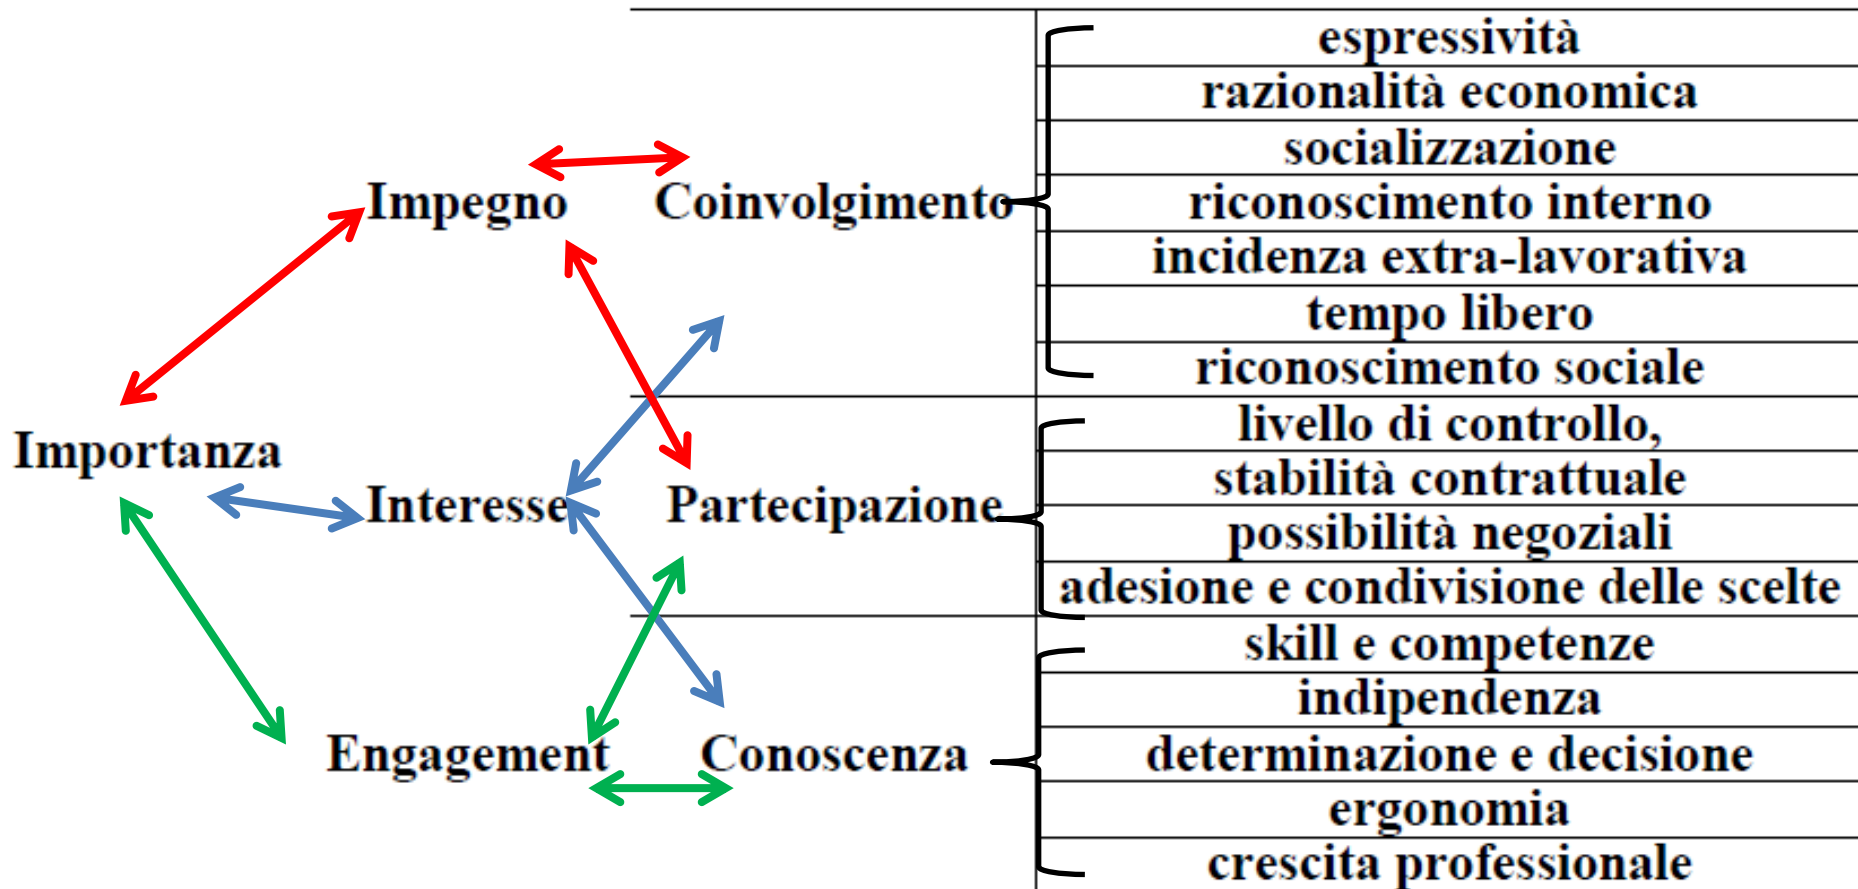 espressività
razionalità economica
socializzazione
Impegno Coinvolgimento riconoscimento interno
incidenza extra-lavorativa
tempo libero
riconoscimento sociale
livello di controllo,
Importanza
stabilità contrattuale
Interesse Partecipazione
possibilità negoziali
adesione e condivisione delle scelte
skill e competenze
indipendenza
Engagement Conoscenza determinazione e decisione
ergonomia
crescita professionale